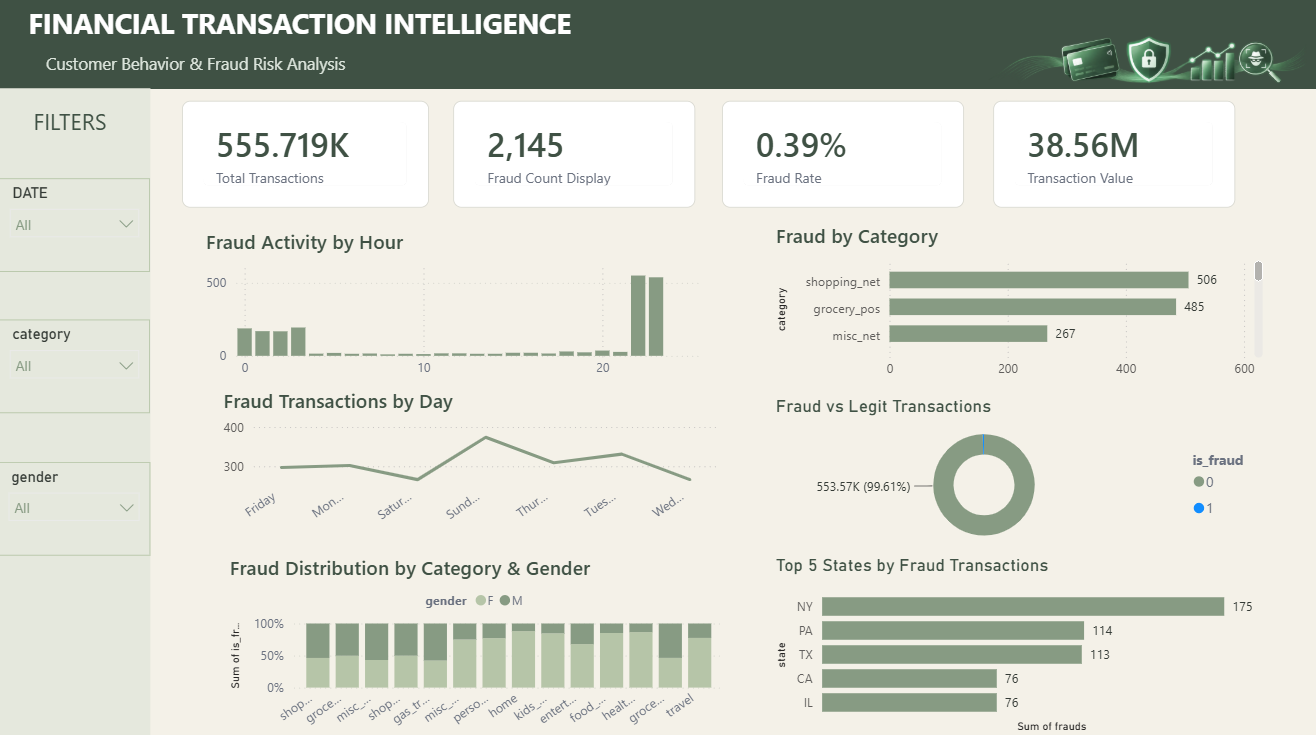 FINANCIAL TRANSACTION INTELLIGENCE
Customer Behavior & Fraud Risk Analysis
FILTERS
DATE
All
category
All
gender
All
555.719K
Total Transactions
2,145
Fraud Count Display
0.39%
Fraud Rate
38.56M
Transaction Value
Fraud Activity by Hour
500
0
0 10 20
Fraud by Category
category
shopping_net 506
grocery_pos 485
misc_net 267
0 200 400 600
Fraud Transactions by Day
400
300
Friday Mon... Satur... Sund... Thur... Tues... Wed...
Fraud vs Legit Transactions
553.57K (99.61%)
is_fraud
0
1
Fraud Distribution by Category & Gender
gender F M
Sum of is_fr...
100%
50%
0%
shop... groce... misc_... shop... gas_tr... misc_... perso... home kids_... entert... food_... healt... groce... travel
Top 5 States by Fraud Transactions
state
NY 175
PA 114
TX 113
CA 76
IL 76
Sum of frauds